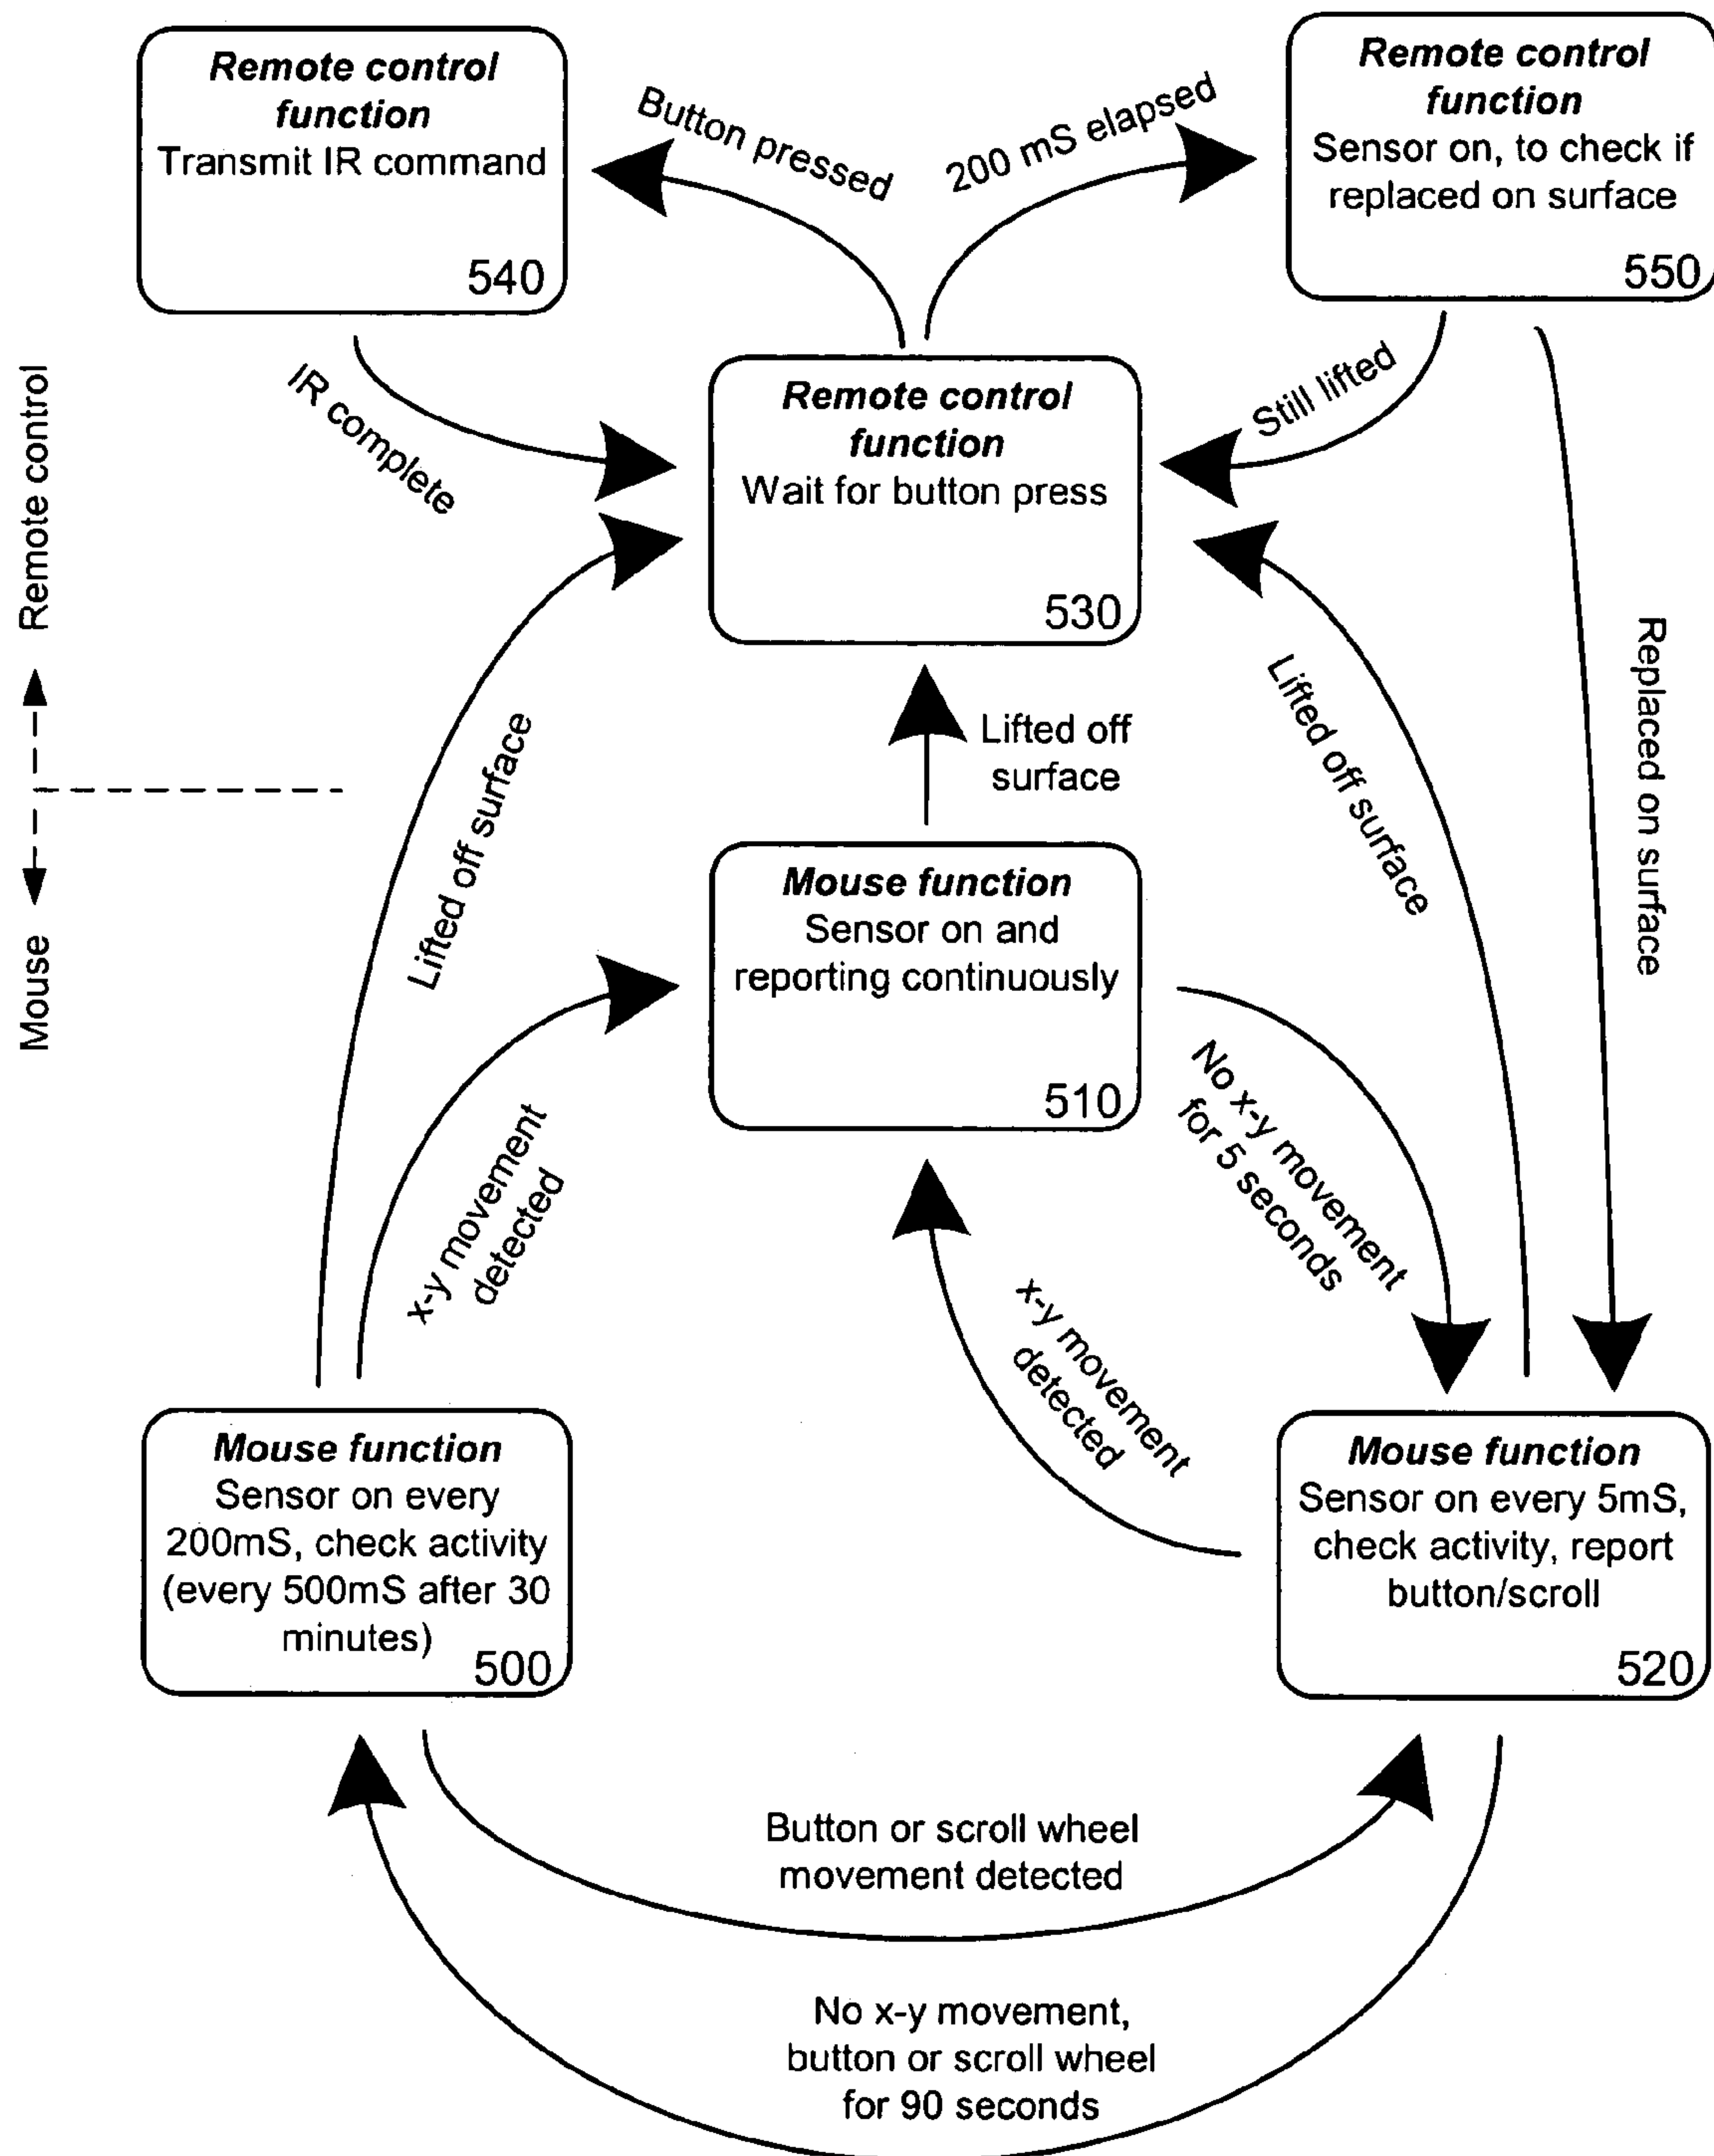 Remote control
function
Transmit IR command
540
Button pressed
200 mS elapsed
Remote control
function
Sensor on, to check if
replaced on surface
550
IR complete
Remote control
function
Wait for button press
530
Still lifted
Remote control
Mouse
Lifted off surface
Lifted off
surface
Lifted off surface
Replaced on surface
Mouse function
Sensor on and
reporting continuously
510
x-y movement
detected
No x-y movement
for 5 seconds
x-y movement
detected
Mouse function
Sensor on every
200mS, check activity
(every 500mS after 30
minutes)
500
Mouse function
Sensor on every 5mS,
check activity, report
button/scroll
520
Button or scroll wheel
movement detected
No x-y movement,
button or scroll wheel
for 90 seconds